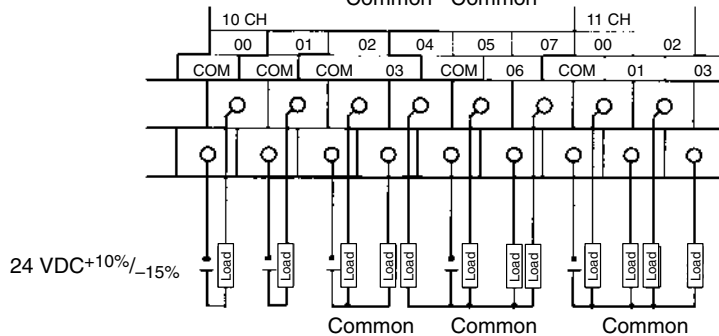 Common Common
10 CH 11 CH
00 01 02 04 05 07 00 02
COM COM COM 03 COM 06 COM 01 03
Load Load Load Load Load Load Load Load Load Load Load Load
24 VDC+10%/–15%
Common Common Common